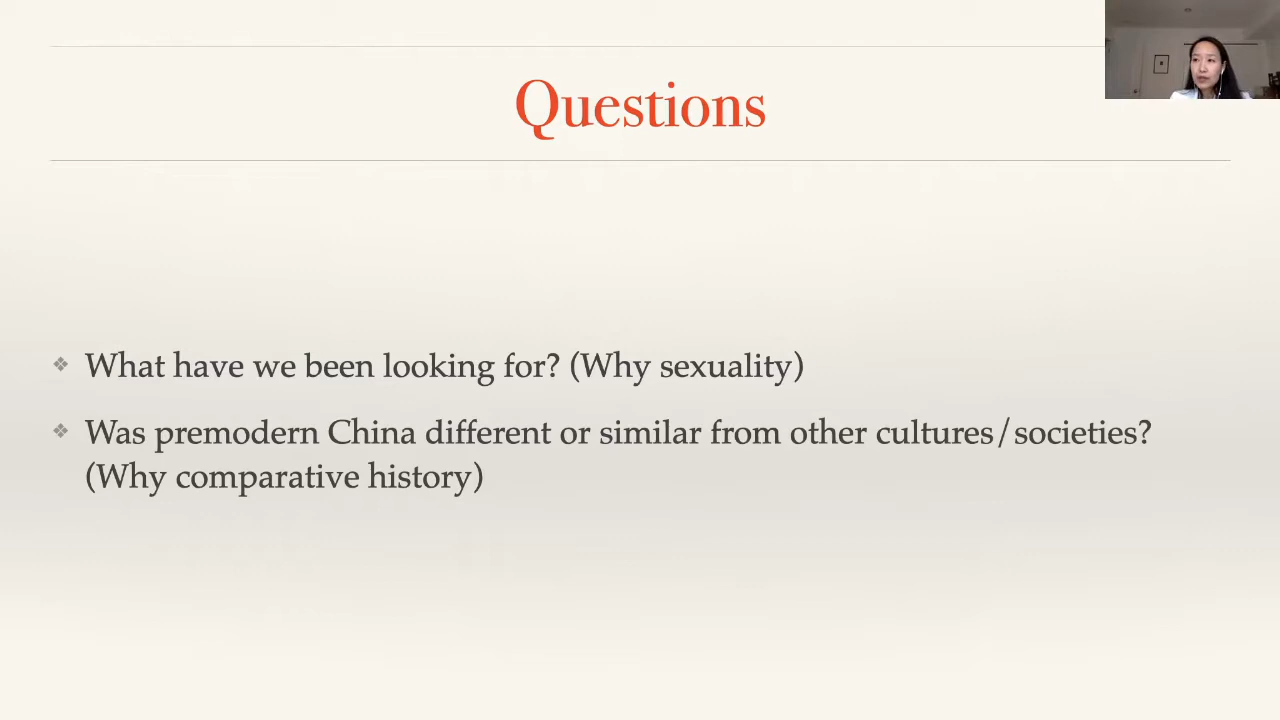 Questions
What have we been looking for? (Why sexuality)
Was premodern China different or similar from other cultures/societies?
(Why comparative history)